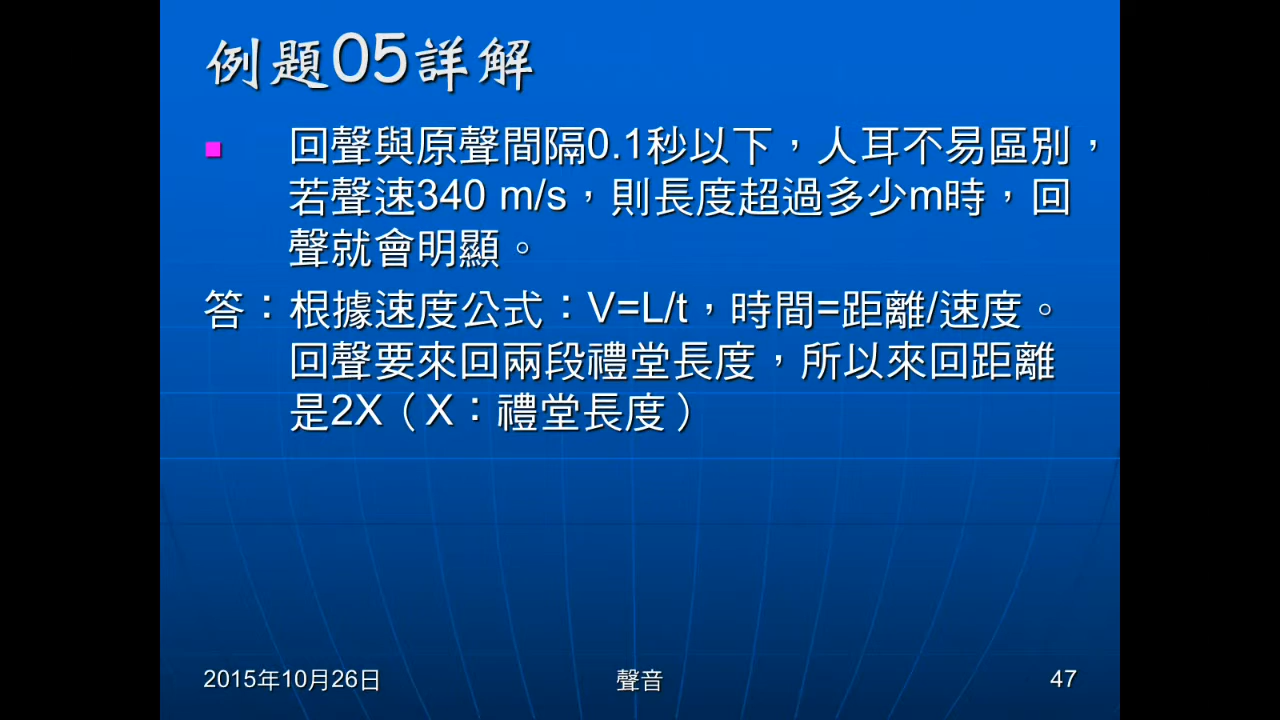 例題05詳解
回聲與原聲間隔0.1秒以下，人耳不易區別，
若聲速340 m/s，則長度超過多少m時，回
聲就會明顯。
答：根據速度公式：V=L/t，時間=距離/速度。
回聲要來回兩段禮堂長度，所以來回距離
是2X（X：禮堂長度）
2015年10月26日
聲音
47